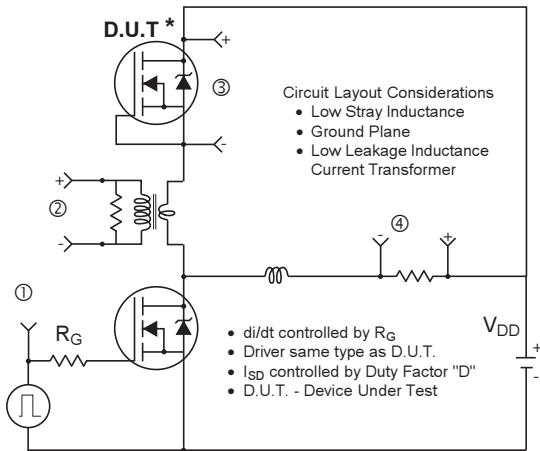 D.U.T *
+
③
-
Circuit Layout Considerations
• Low Stray Inductance
• Ground Plane
• Low Leakage Inductance
Current Transformer
+
②
-
④
-
+
①
R_G
V_DD
+
-
• di/dt controlled by R_G
• Driver same type as D.U.T.
• I_SD controlled by Duty Factor "D"
• D.U.T. - Device Under Test